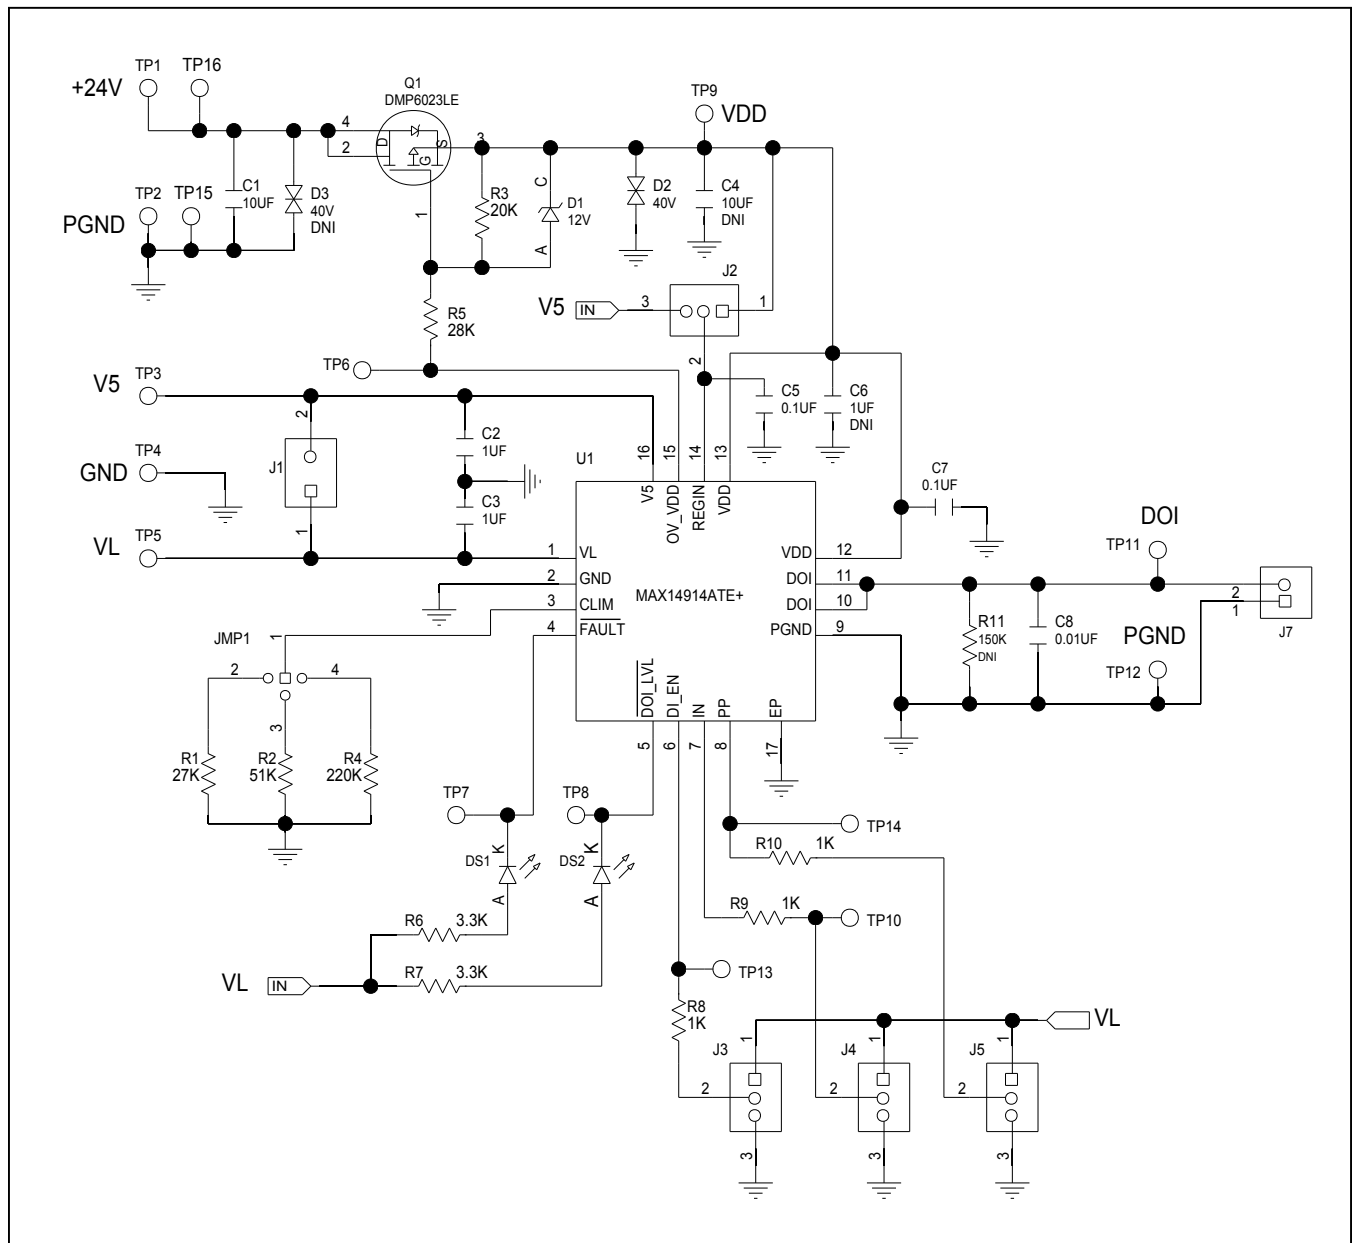 TP1 TP16
+24V
Q1
DMP6023LE
TP9
VDD
4
2
D
S
G
3
1
C1
10UF
D3
40V
DNI
TP2 TP15
PGND
R3
20K
C
D1
12V
A
D2
40V
C4
10UF
DNI
J2
V5 IN 3
1
2
R5
28K
TP6
V5 TP3
2
J1
1
C2
1UF
C3
1UF
TP4
GND
VL TP5
C5
0.1UF
C6
1UF
DNI
C7
0.1UF
U1
16 15 14 13
V5 OV_VDD REGIN VDD
1 VL
2 GND
3 CLIM
4 FAULT
MAX14914ATE+
VDD 12
DOI 11
DOI 10
PGND 9
DOI_LVL DI_EN IN PP EP
5 6 7 8 17
DOI
TP11
R11
150K
DNI
C8
0.01UF
PGND
TP12
2
1
J7
JMP1
1
2 4
3
R1
27K
R2
51K
R4
220K
TP7 TP8
K K
DS1 DS2
A A
R6 3.3K
R7 3.3K
VL IN
TP14
R10 1K
R9 1K
TP10
TP13
R8
1K
VL
J3 1 J4 1 J5 1
2 2 2
3 3 3